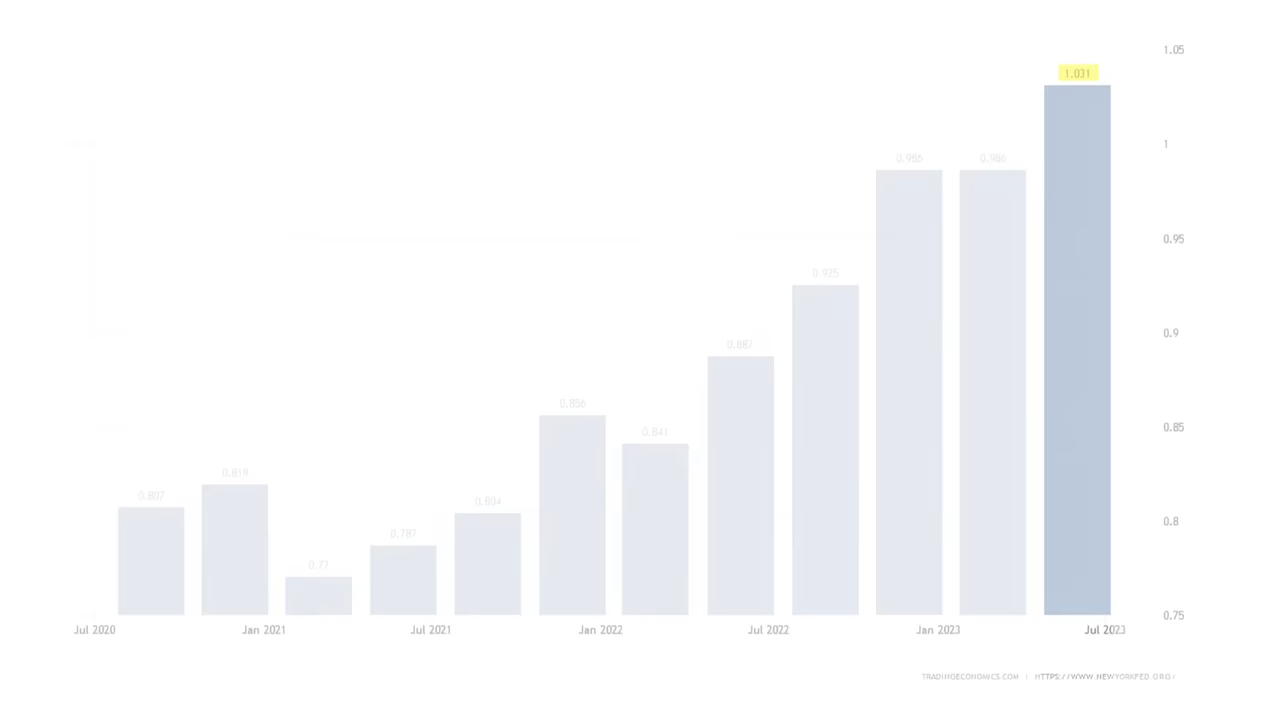 1.05
1.031
1
0.986
0.986
0.95
0.925
0.9
0.887
0.856
0.85
0.841
0.819
0.807
0.804
0.8
0.787
0.77
0.75
Jul 2020
Jan 2021
Jul 2021
Jan 2022
Jul 2022
Jan 2023
Jul 2023
TRADINGECONOMICS.COM | HTTPS://WWW.NEWYORKFED.ORG/